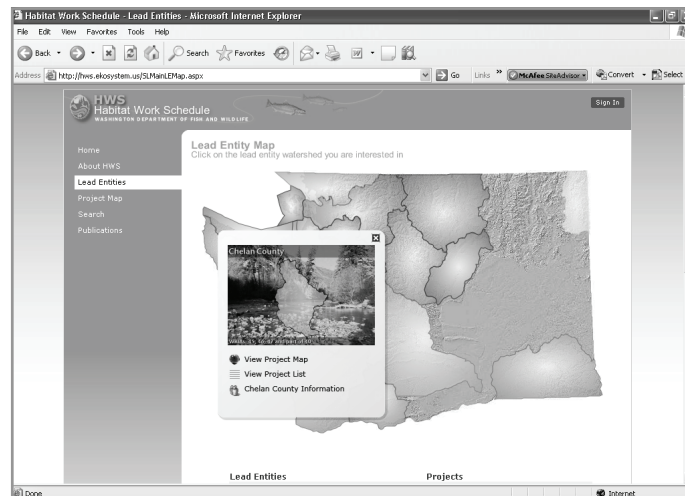 Habitat Work Schedule - Lead Entities - Microsoft Internet Explorer
File Edit View Favorites Tools Help
Back Search Favorites
Address http://hws.ekosystem.us/SLMainLEMap.aspx Go Links » McAfee SiteAdvisor Convert Select
HWS
Habitat Work Schedule
WASHINGTON DEPARTMENT OF FISH AND WILDLIFE
Sign In
Home
About HWS
Lead Entities
Project Map
Search
Publications
Lead Entity Map
Click on the lead entity watershed you are interested in
Chelan County
View Project Map
View Project List
Chelan County Information
Lead Entities Projects
Done Internet